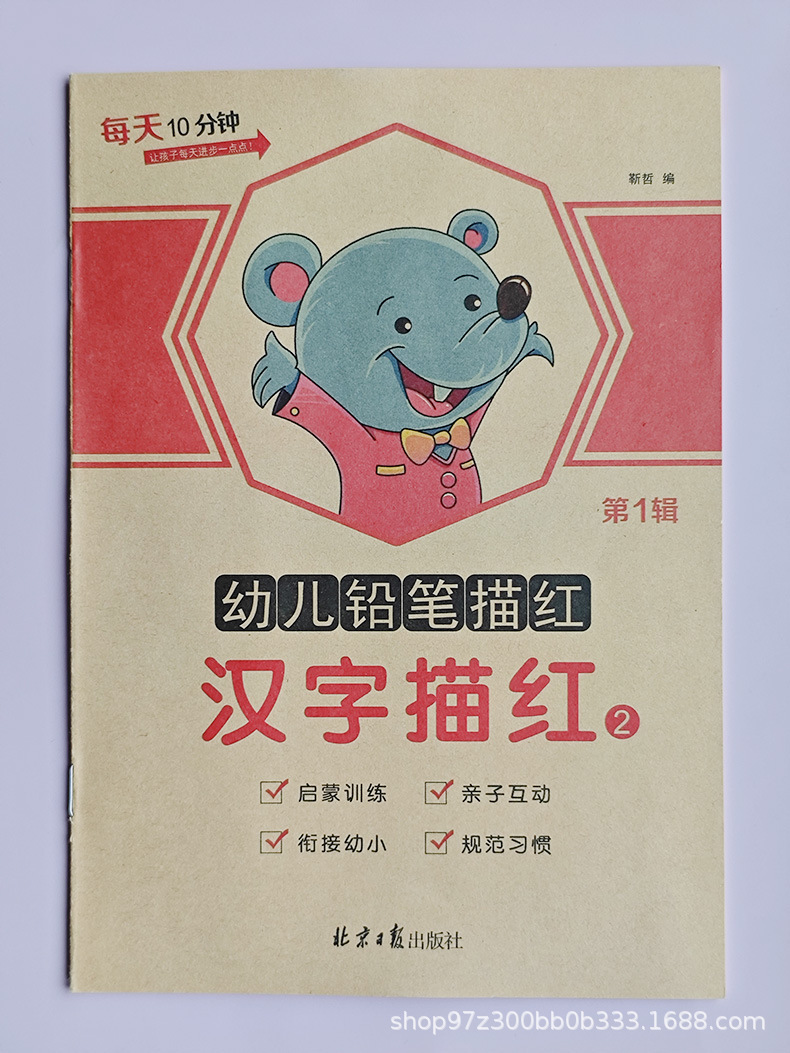 每天10分钟
让孩子每天进步一点点！
靳哲 编
第1辑
幼儿铅笔描红
汉字描红2
启蒙训练 亲子互动
衔接幼小 规范习惯
北京日报出版社
shop97z300bb0b333.1688.com